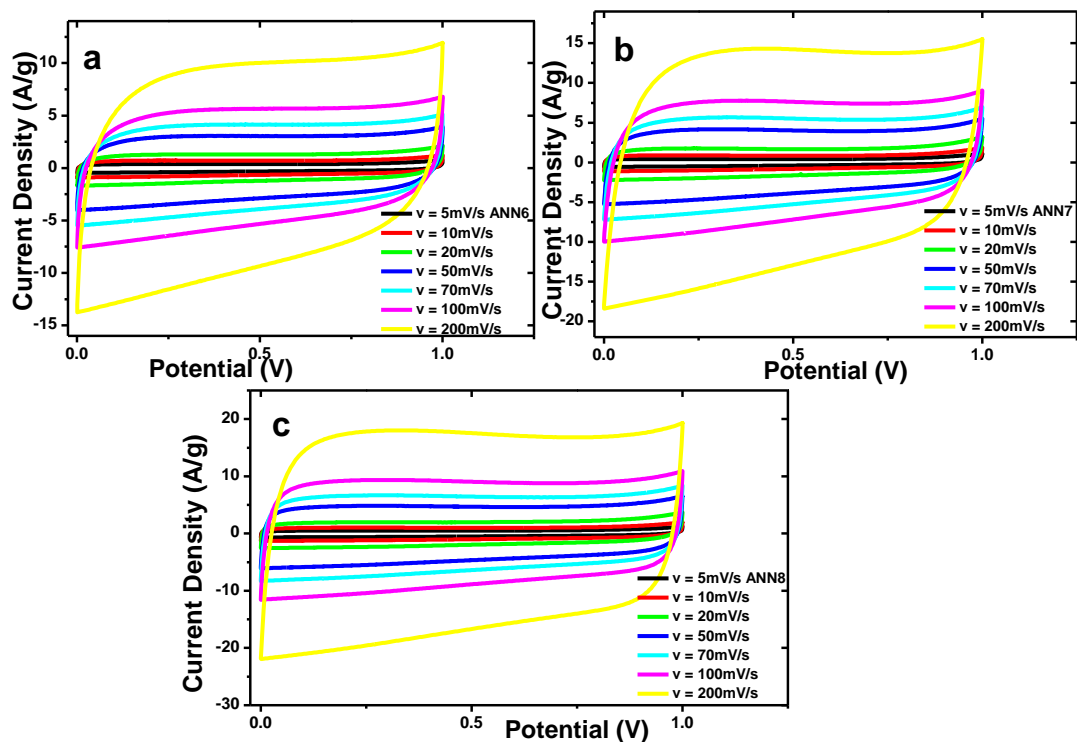 a
Current Density (A/g)
10
5
0
-5
-10
-15
0.0
0.5
1.0
Potential (V)
v = 5mV/s ANN6
v = 10mV/s
v = 20mV/s
v = 50mV/s
v = 70mV/s
v = 100mV/s
v = 200mV/s
b
Current Density (A/g)
15
10
5
0
-5
-10
-15
-20
0.0
0.5
1.0
Potential (V)
v = 5mV/s ANN7
v = 10mV/s
v = 20mV/s
v = 50mV/s
v = 70mV/s
v = 100mV/s
v = 200mV/s
c
Current Density (A/g)
20
10
0
-10
-20
-30
0.0
0.5
1.0
Potential (V)
v = 5mV/s ANN8
v = 10mV/s
v = 20mV/s
v = 50mV/s
v = 70mV/s
v = 100mV/s
v = 200mV/s